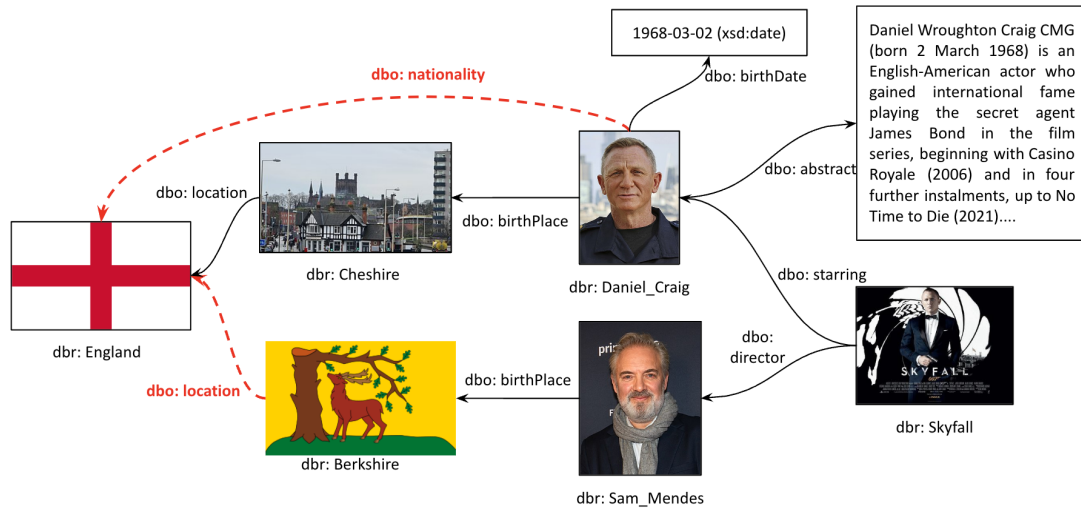 1968-03-02 (xsd:date)
Daniel Wroughton Craig CMG
(born 2 March 1968) is an
English-American actor who
gained international fame
playing the secret agent
James Bond in the film
series, beginning with Casino
Royale (2006) and in four
further instalments, up to No
Time to Die (2021)....
dbo: nationality
dbo: birthDate
dbo: abstract
dbo: location
dbo: birthPlace
dbr: Cheshire
dbr: Daniel_Craig
dbo: starring
dbr: England
dbo:
director
prim
SKYFALL
007
dbo: location
dbo: birthPlace
dbr: Skyfall
dbr: Berkshire
dbr: Sam_Mendes